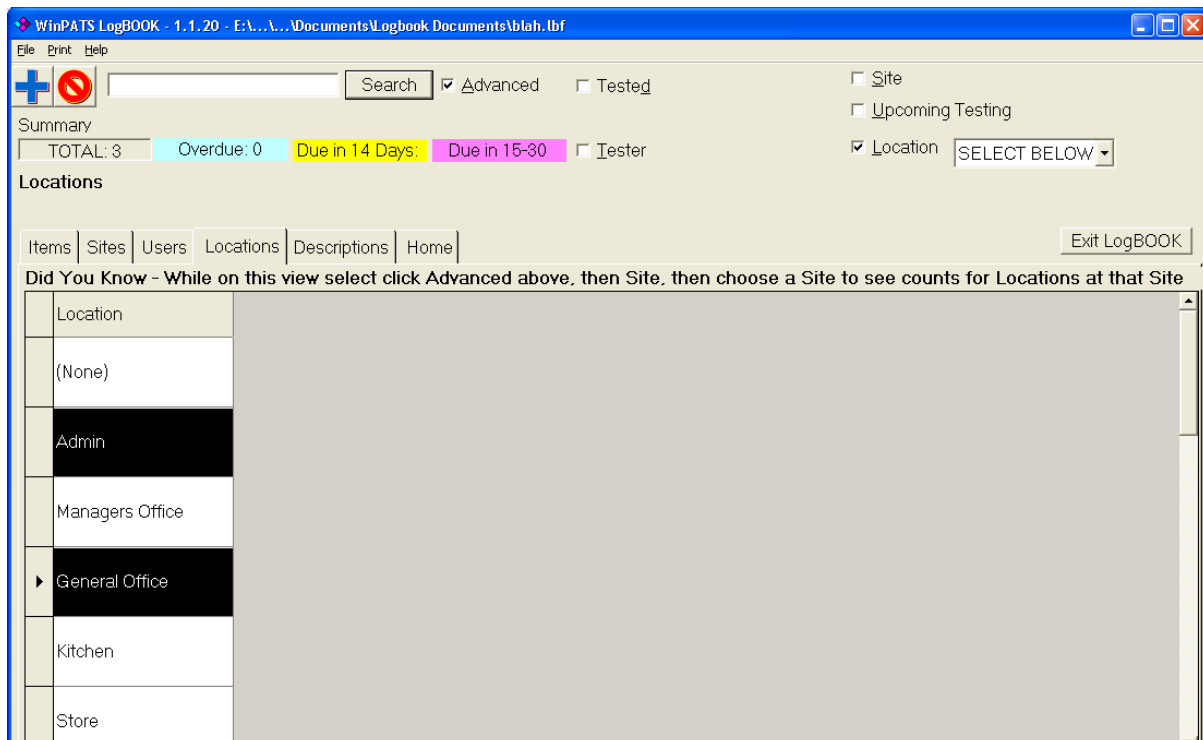 WinPATS LogBOOK - 1.1.20 - E:\...\...\Documents\Logbook Documents\blah.lbf
File Print Help
Search Advanced Tested Site
Upcoming Testing
Summary
TOTAL: 3 Overdue: 0 Due in 14 Days: Due in 15-30 Tester Location SELECT BELOW
Locations
Items Sites Users Locations Descriptions Home Exit LogBOOK
Did You Know - While on this view select click Advanced above, then Site, then choose a Site to see counts for Locations at that Site
Location
(None)
Admin
Managers Office
General Office
Kitchen
Store